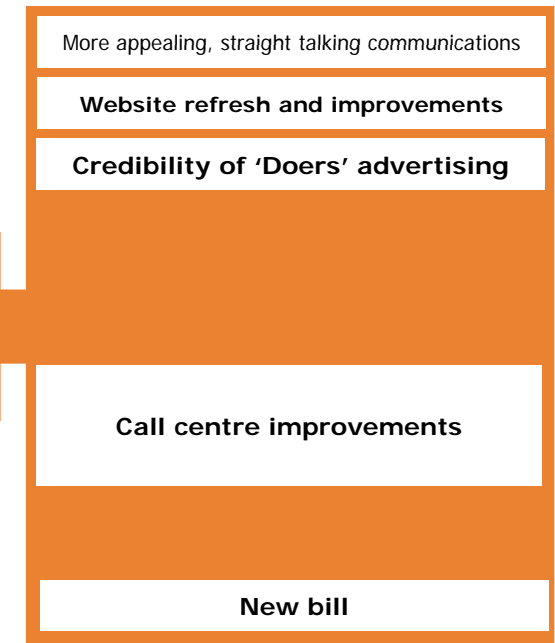 More appealing, straight talking communications
Website refresh and improvements
Credibility of ‘Doers’ advertising
Call centre improvements
New bill